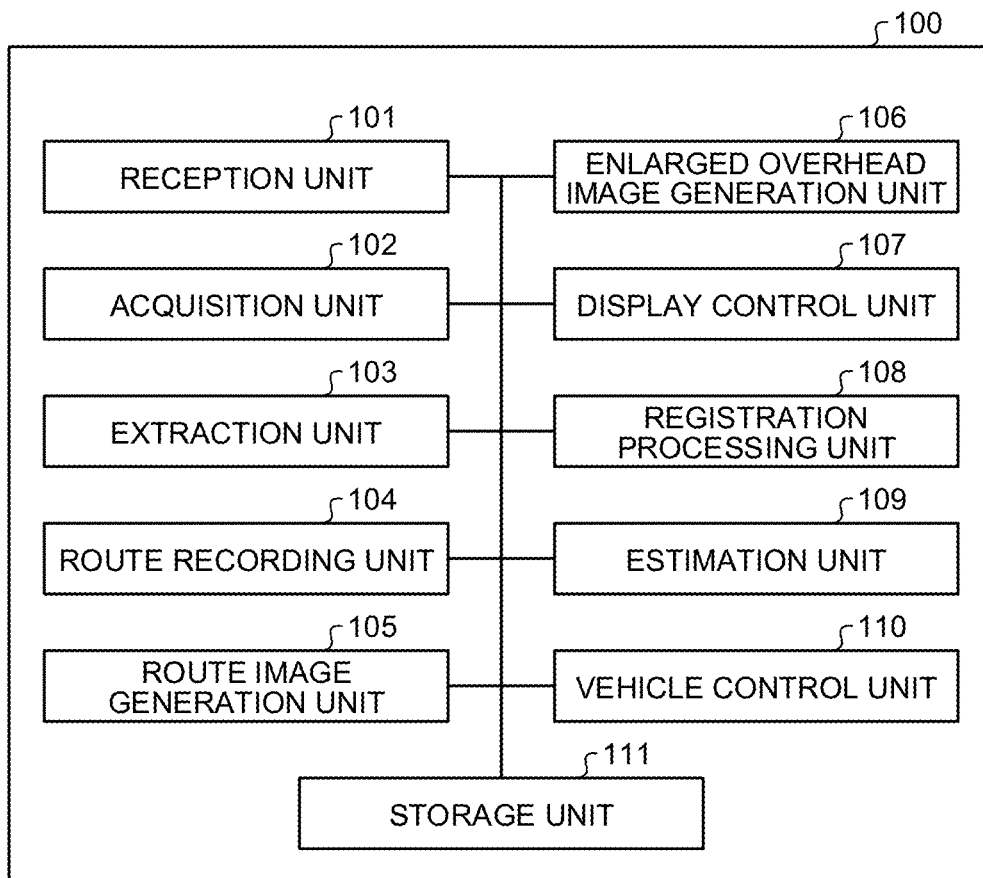 100
101
RECEPTION UNIT
106
ENLARGED OVERHEAD
IMAGE GENERATION UNIT
102
ACQUISITION UNIT
107
DISPLAY CONTROL UNIT
103
EXTRACTION UNIT
108
REGISTRATION
PROCESSING UNIT
104
ROUTE RECORDING UNIT
109
ESTIMATION UNIT
105
ROUTE IMAGE
GENERATION UNIT
110
VEHICLE CONTROL UNIT
111
STORAGE UNIT